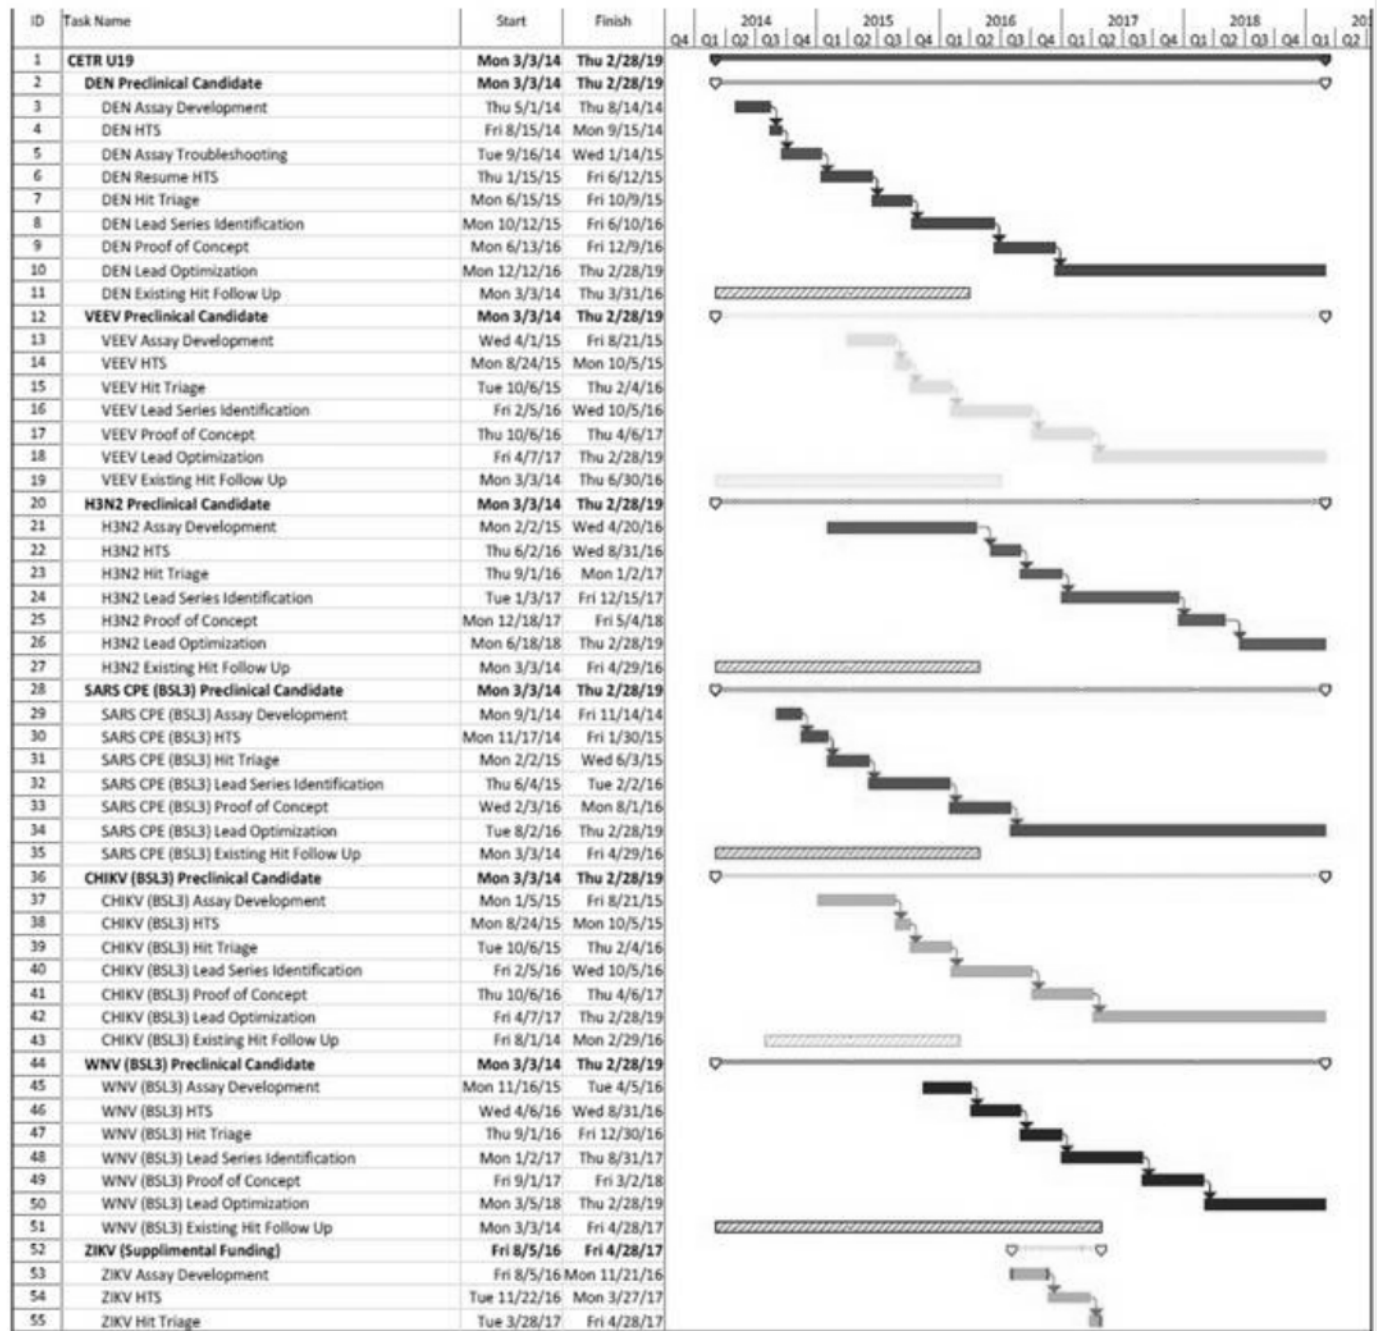 ID Task Name Start Finish 2014 2015 2016 2017 2018 20
Q4 Q1 Q2 Q3 Q4 Q1 Q2 Q3 Q4 Q1 Q2 Q3 Q4 Q1 Q2 Q3 Q4 Q1 Q2 Q3 Q4 Q1 Q2
1 CETR U19 Mon 3/3/14 Thu 2/28/19
2 DEN Preclinical Candidate Mon 3/3/14 Thu 2/28/19
3 DEN Assay Development Thu 5/1/14 Thu 8/14/14
4 DEN HTS Fri 8/15/14 Mon 9/15/14
5 DEN Assay Troubleshooting Tue 9/16/14 Wed 1/14/15
6 DEN Resume HTS Thu 1/15/15 Fri 6/12/15
7 DEN Hit Triage Mon 6/15/15 Fri 10/9/15
8 DEN Lead Series Identification Mon 10/12/15 Fri 6/10/16
9 DEN Proof of Concept Mon 6/13/16 Fri 12/9/16
10 DEN Lead Optimization Mon 12/12/16 Thu 2/28/19
11 DEN Existing Hit Follow Up Mon 3/3/14 Thu 3/31/16
12 VEEV Preclinical Candidate Mon 3/3/14 Thu 2/28/19
13 VEEV Assay Development Wed 4/1/15 Fri 8/21/15
14 VEEV HTS Mon 8/24/15 Mon 10/5/15
15 VEEV Hit Triage Tue 10/6/15 Thu 2/4/16
16 VEEV Lead Series Identification Fri 2/5/16 Wed 10/5/16
17 VEEV Proof of Concept Thu 10/6/16 Thu 4/6/17
18 VEEV Lead Optimization Fri 4/7/17 Thu 2/28/19
19 VEEV Existing Hit Follow Up Mon 3/3/14 Thu 6/30/16
20 H3N2 Preclinical Candidate Mon 3/3/14 Thu 2/28/19
21 H3N2 Assay Development Mon 2/2/15 Wed 4/20/16
22 H3N2 HTS Thu 6/2/16 Wed 8/31/16
23 H3N2 Hit Triage Thu 9/1/16 Mon 1/2/17
24 H3N2 Lead Series Identification Tue 1/3/17 Fri 12/15/17
25 H3N2 Proof of Concept Mon 12/18/17 Fri 5/4/18
26 H3N2 Lead Optimization Mon 6/18/18 Thu 2/28/19
27 H3N2 Existing Hit Follow Up Mon 3/3/14 Fri 4/29/16
28 SARS CPE (BSL3) Preclinical Candidate Mon 3/3/14 Thu 2/28/19
29 SARS CPE (BSL3) Assay Development Mon 9/1/14 Fri 11/14/14
30 SARS CPE (BSL3) HTS Mon 11/17/14 Fri 1/30/15
31 SARS CPE (BSL3) Hit Triage Mon 2/2/15 Wed 6/3/15
32 SARS CPE (BSL3) Lead Series Identification Thu 6/4/15 Tue 2/2/16
33 SARS CPE (BSL3) Proof of Concept Wed 2/3/16 Mon 8/1/16
34 SARS CPE (BSL3) Lead Optimization Tue 8/2/16 Thu 2/28/19
35 SARS CPE (BSL3) Existing Hit Follow Up Mon 3/3/14 Fri 4/29/16
36 CHIKV (BSL3) Preclinical Candidate Mon 3/3/14 Thu 2/28/19
37 CHIKV (BSL3) Assay Development Mon 1/5/15 Fri 8/21/15
38 CHIKV (BSL3) HTS Mon 8/24/15 Mon 10/5/15
39 CHIKV (BSL3) Hit Triage Tue 10/6/15 Thu 2/4/16
40 CHIKV (BSL3) Lead Series Identification Fri 2/5/16 Wed 10/5/16
41 CHIKV (BSL3) Proof of Concept Thu 10/6/16 Thu 4/6/17
42 CHIKV (BSL3) Lead Optimization Fri 4/7/17 Thu 2/28/19
43 CHIKV (BSL3) Existing Hit Follow Up Fri 8/1/14 Mon 2/29/16
44 WNV (BSL3) Preclinical Candidate Mon 3/3/14 Thu 2/28/19
45 WNV (BSL3) Assay Development Mon 11/16/15 Tue 4/5/16
46 WNV (BSL3) HTS Wed 4/6/16 Wed 8/31/16
47 WNV (BSL3) Hit Triage Thu 9/1/16 Fri 12/30/16
48 WNV (BSL3) Lead Series Identification Mon 1/2/17 Thu 8/31/17
49 WNV (BSL3) Proof of Concept Fri 9/1/17 Fri 3/2/18
50 WNV (BSL3) Lead Optimization Mon 3/5/18 Thu 2/28/19
51 WNV (BSL3) Existing Hit Follow Up Mon 3/3/14 Fri 4/28/17
52 ZIKV (Supplimental Funding) Fri 8/5/16 Fri 4/28/17
53 ZIKV Assay Development Fri 8/5/16 Mon 11/21/16
54 ZIKV HTS Tue 11/22/16 Mon 3/27/17
55 ZIKV Hit Triage Tue 3/28/17 Fri 4/28/17